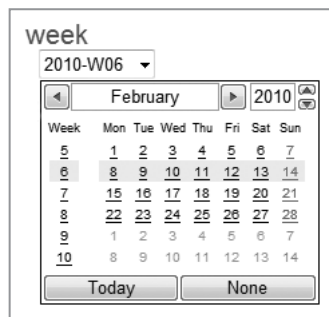 week
2010-W06
February 2010
Week Mon Tue Wed Thu Fri Sat Sun
5 1 2 3 4 5 6 7
6 8 9 10 11 12 13 14
7 15 16 17 18 19 20 21
8 22 23 24 25 26 27 28
9 1 2 3 4 5 6 7
10 8 9 10 11 12 13 14
Today None